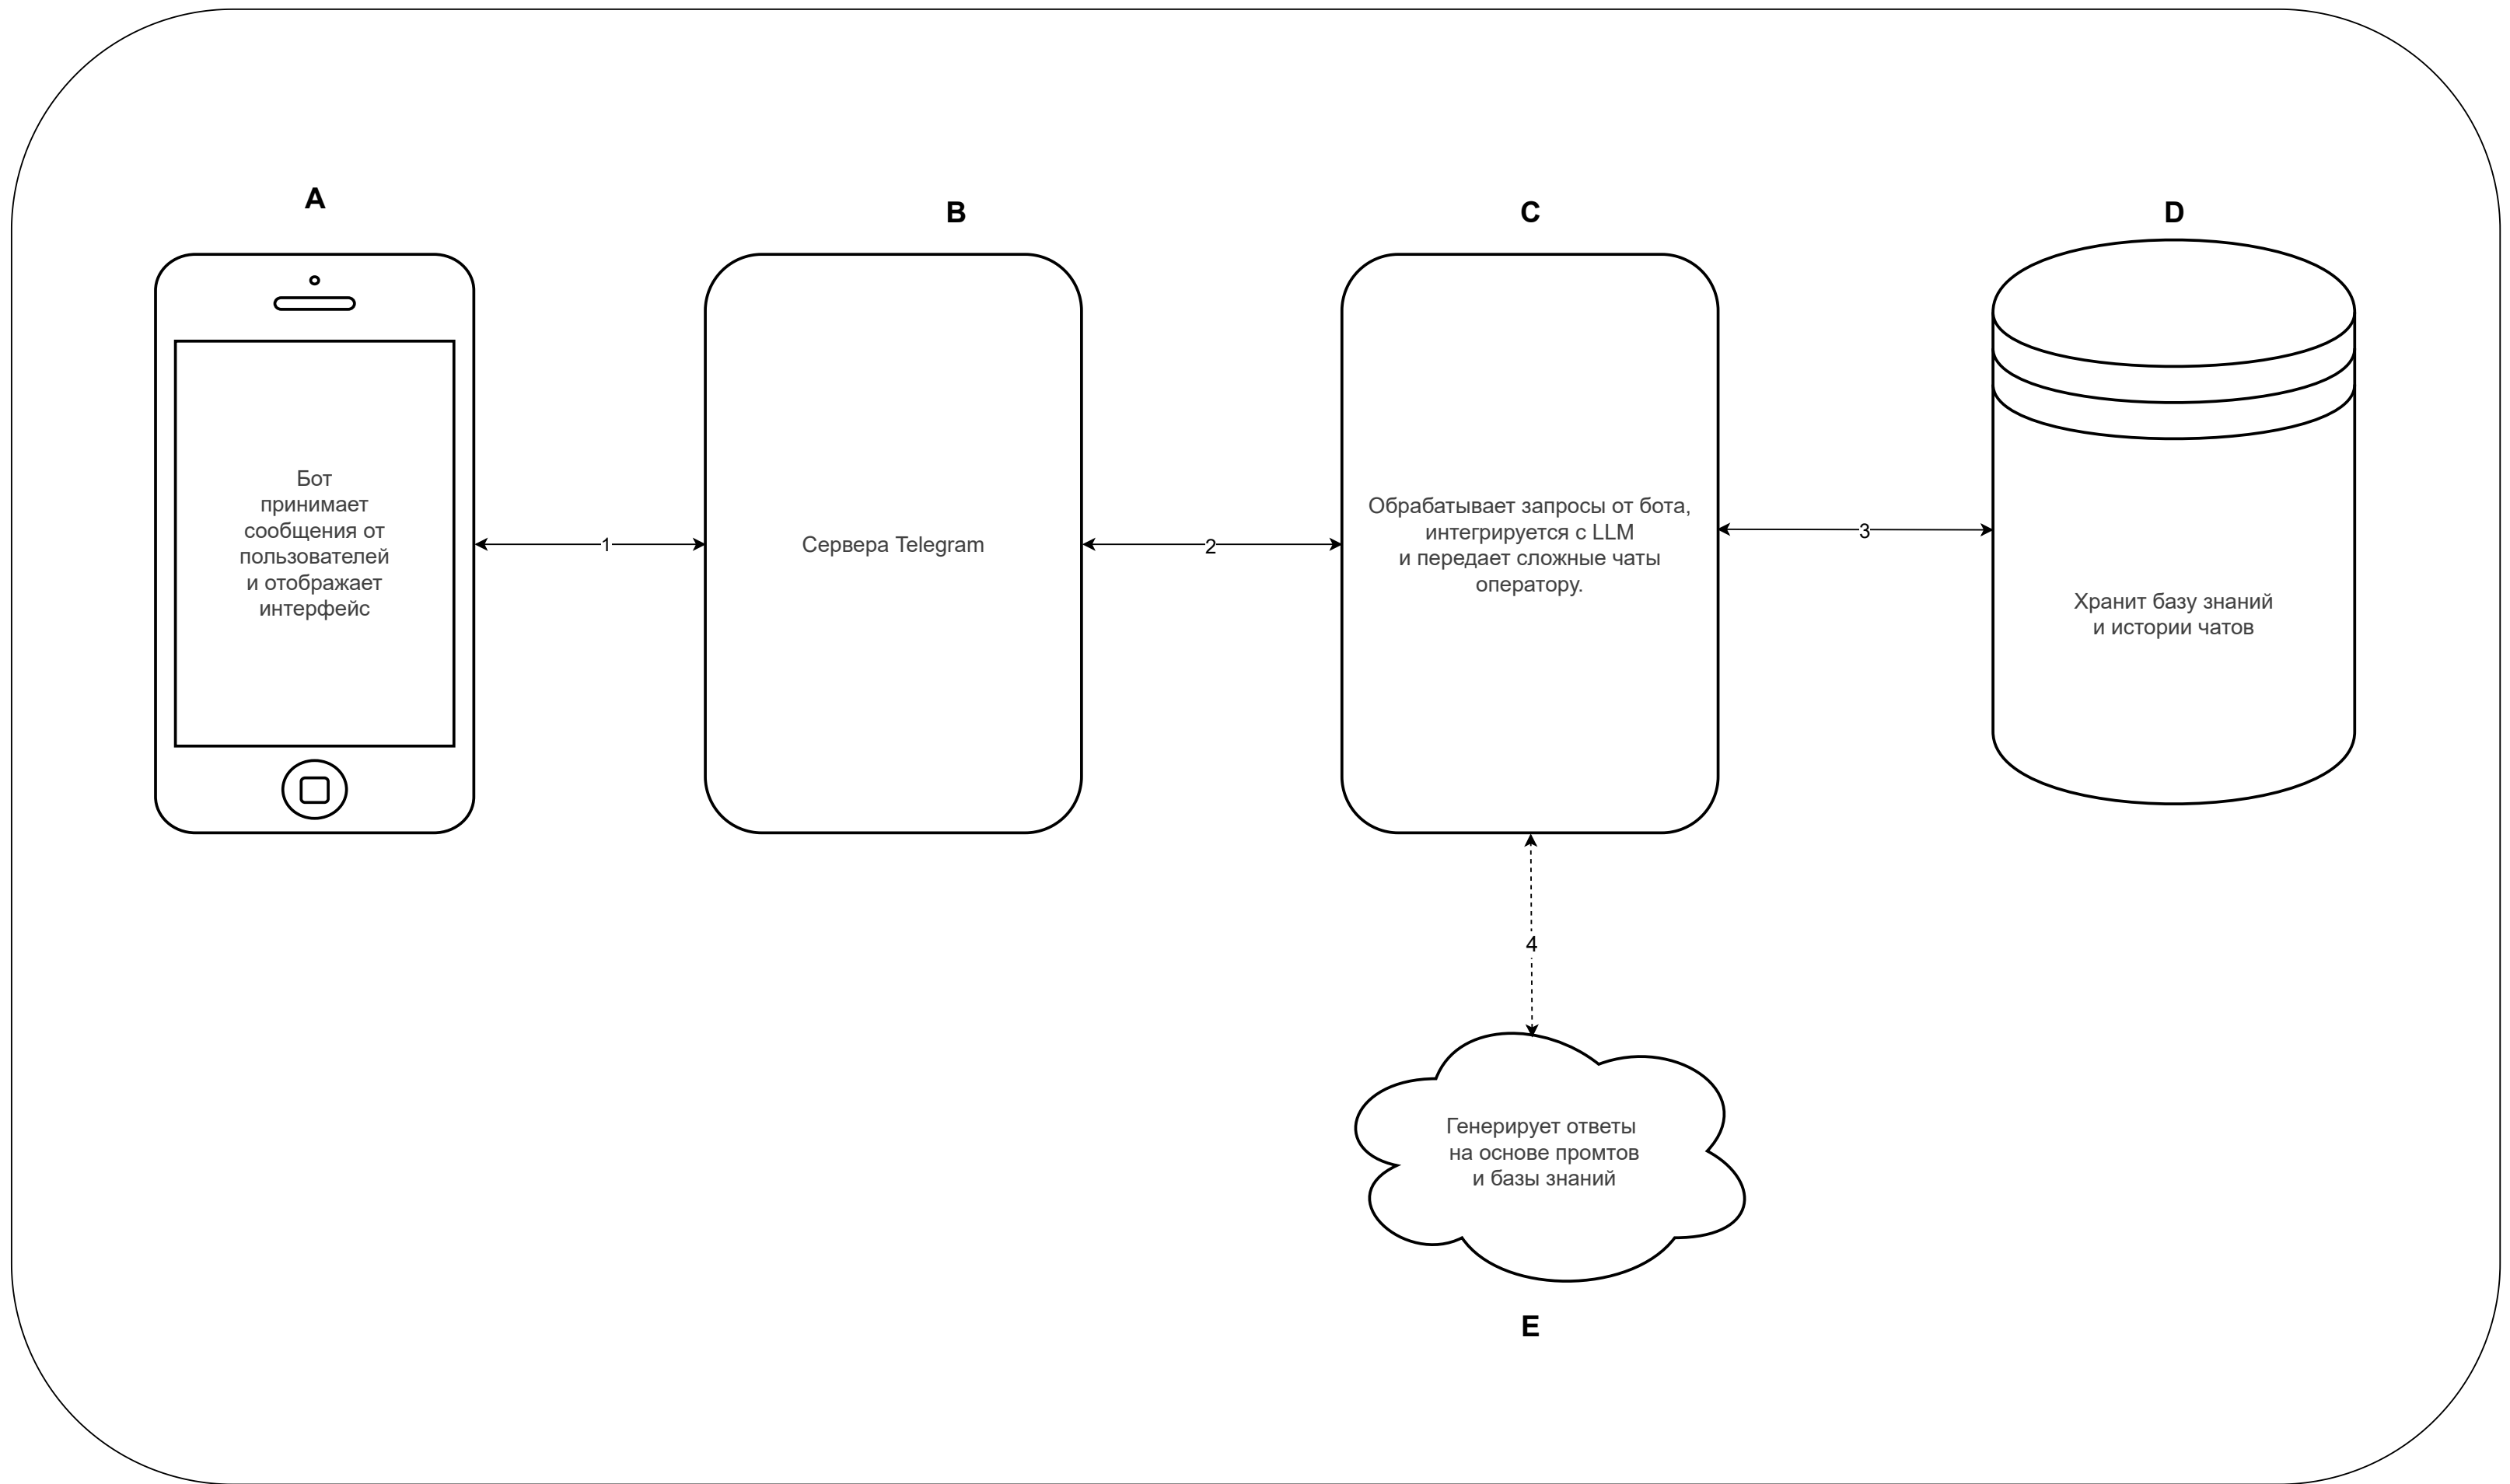 A
B
C
D
Бот
принимает
сообщения от
пользователей
и отображает
интерфейс
1
Сервера Telegram
2
Обрабатывает запросы от бота,
интегрируется с LLM
и передает сложные чаты
оператору.
3
Хранит базу знаний
и истории чатов
4
Генерирует ответы
на основе промтов
и базы знаний
E